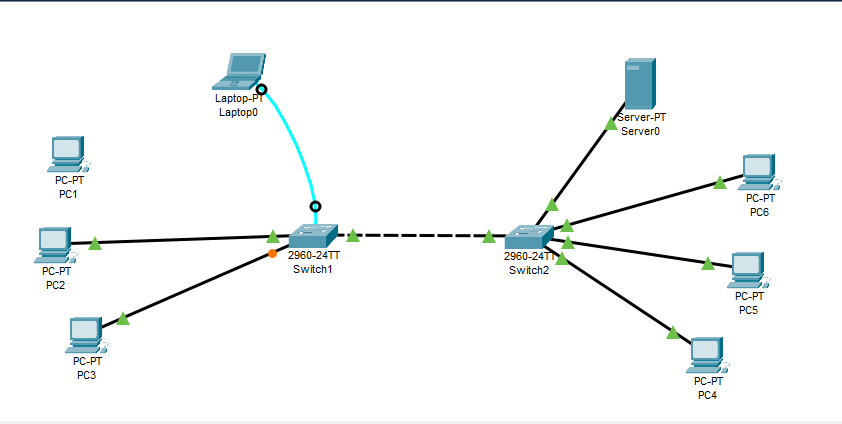 Laptop-PT
Laptop0
Server-PT
Server0
PC-PT
PC1
PC-PT
PC6
PC-PT
PC2
2960-24TT
Switch1
2960-24TT
Switch2
PC-PT
PC5
PC-PT
PC3
PC-PT
PC4